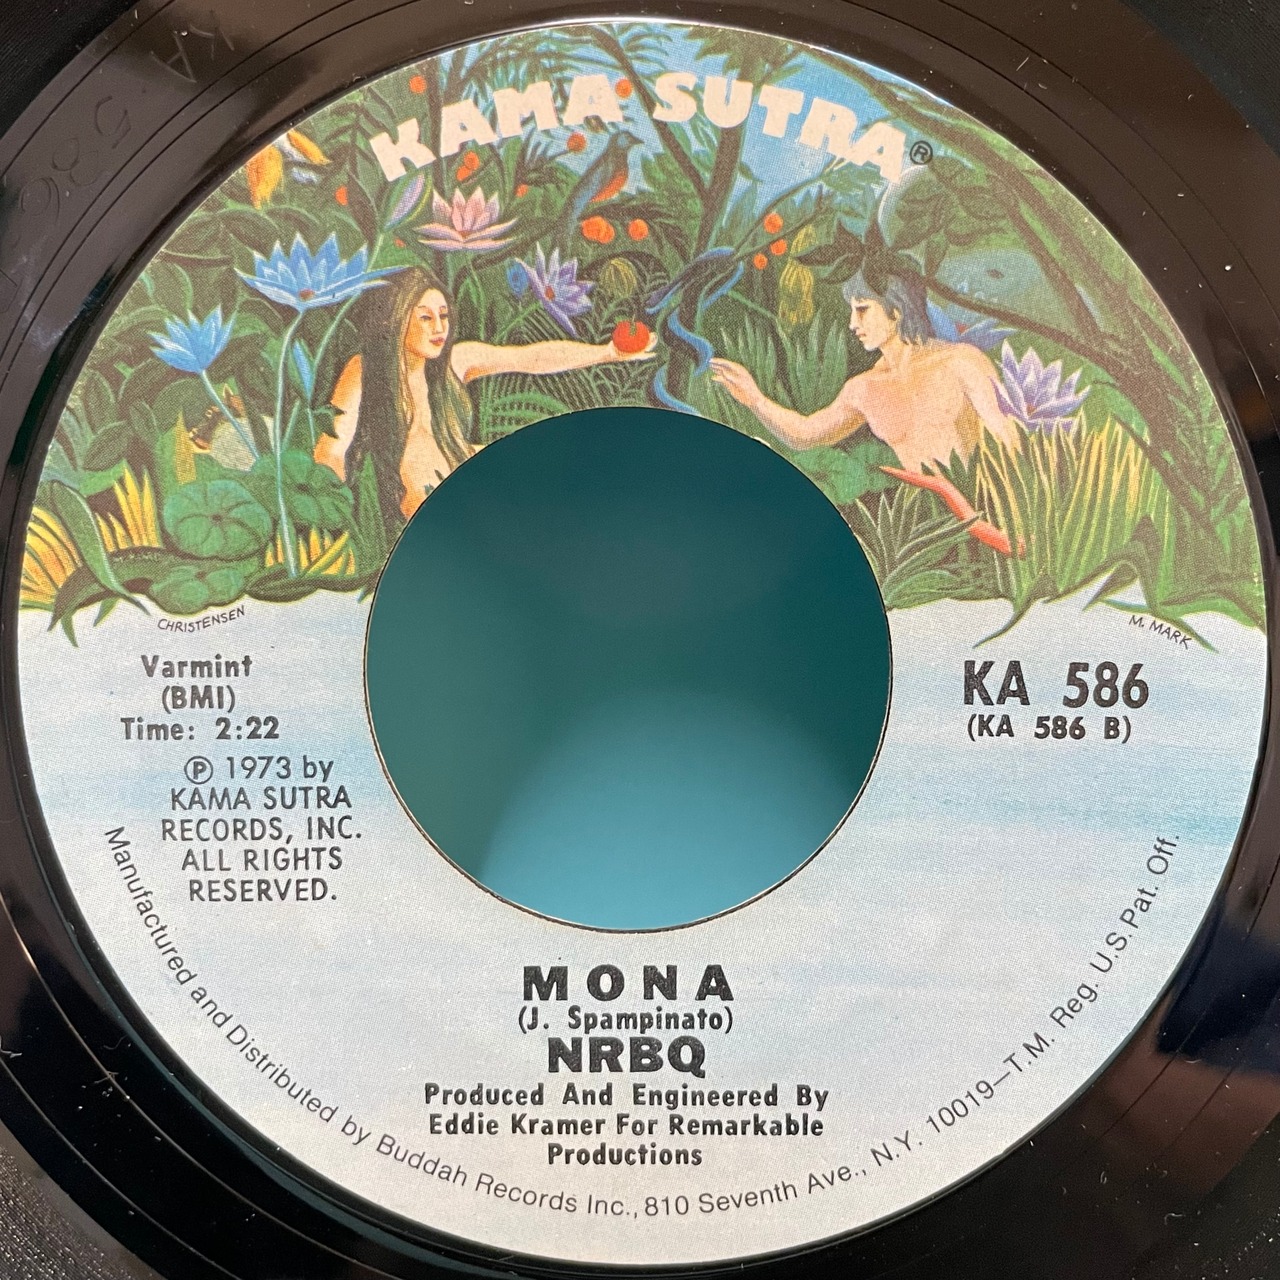 KAMA SUTRA®
CHRISTENSEN
M. MARK
Varmint
(BMI)
Time: 2:22
Ⓟ 1973 by
KAMA SUTRA
RECORDS, INC.
ALL RIGHTS
RESERVED.
KA 586
(KA 586 B)
MONA
(J. Spampinato)
NRBQ
Produced And Engineered By
Eddie Kramer For Remarkable
Productions
Manufactured and Distributed by Buddah Records Inc., 810 Seventh Ave., N.Y. 10019—T.M. Reg. U.S. Pat. Off.